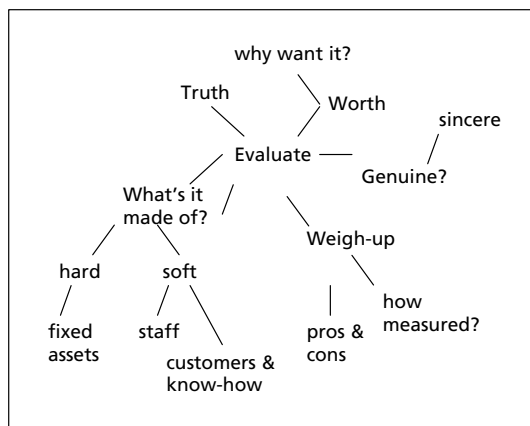 why want it?
Truth
Worth
sincere
Evaluate
Genuine?
What's it
made of?
Weigh-up
hard
soft
how
measured?
fixed
assets
staff
pros &
cons
customers &
know-how